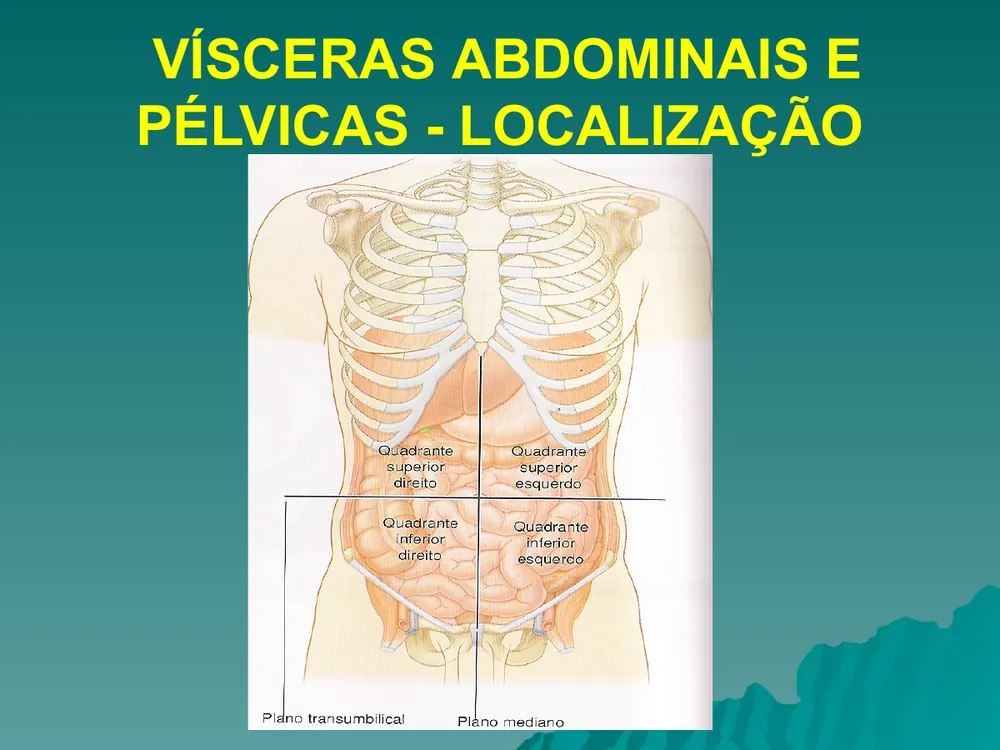 VÍSCERAS ABDOMINAIS E
PÉLVICAS - LOCALIZAÇÃO
Quadrante
superior
direito
Quadrante
superior
esquerdo
Quadrante
inferior
direito
Quadrante
inferior
esquerdo
Plano transumbilical
Plano mediano